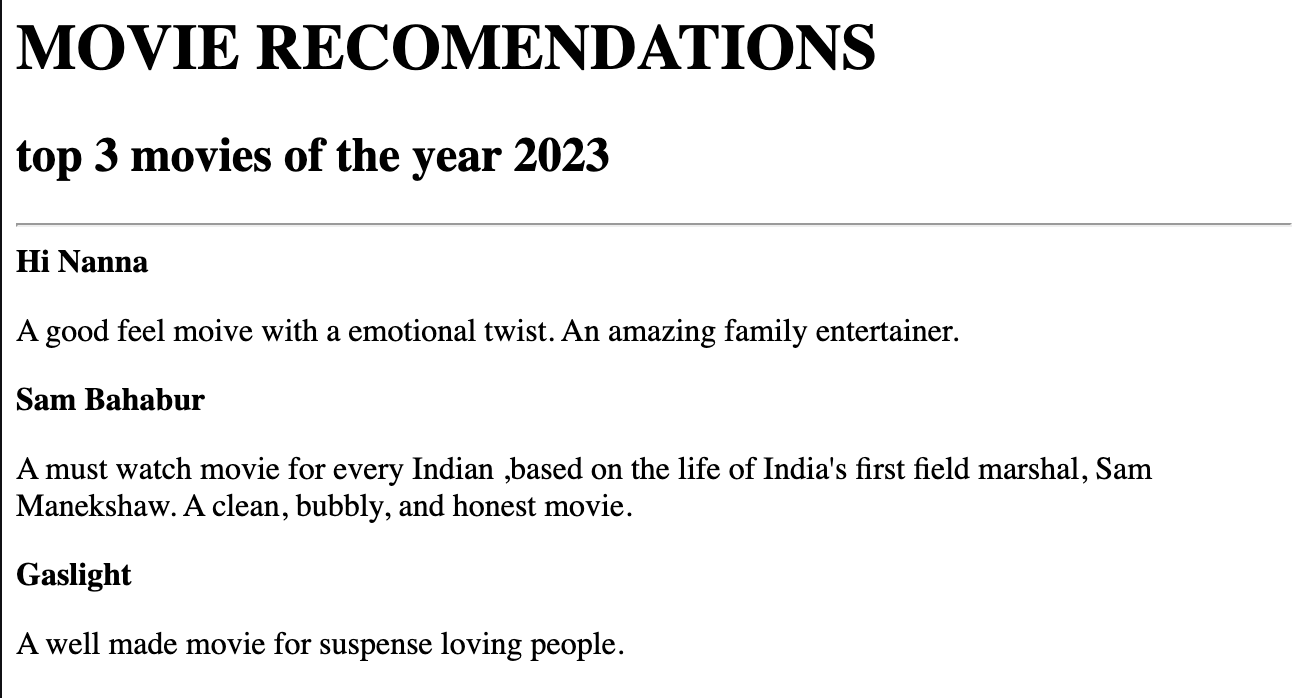 MOVIE RECOMENDATIONS
top 3 movies of the year 2023
Hi Nanna
A good feel moive with a emotional twist. An amazing family entertainer.
Sam Bahabur
A must watch movie for every Indian ,based on the life of India's first field marshal, Sam
Manekshaw. A clean, bubbly, and honest movie.
Gaslight
A well made movie for suspense loving people.